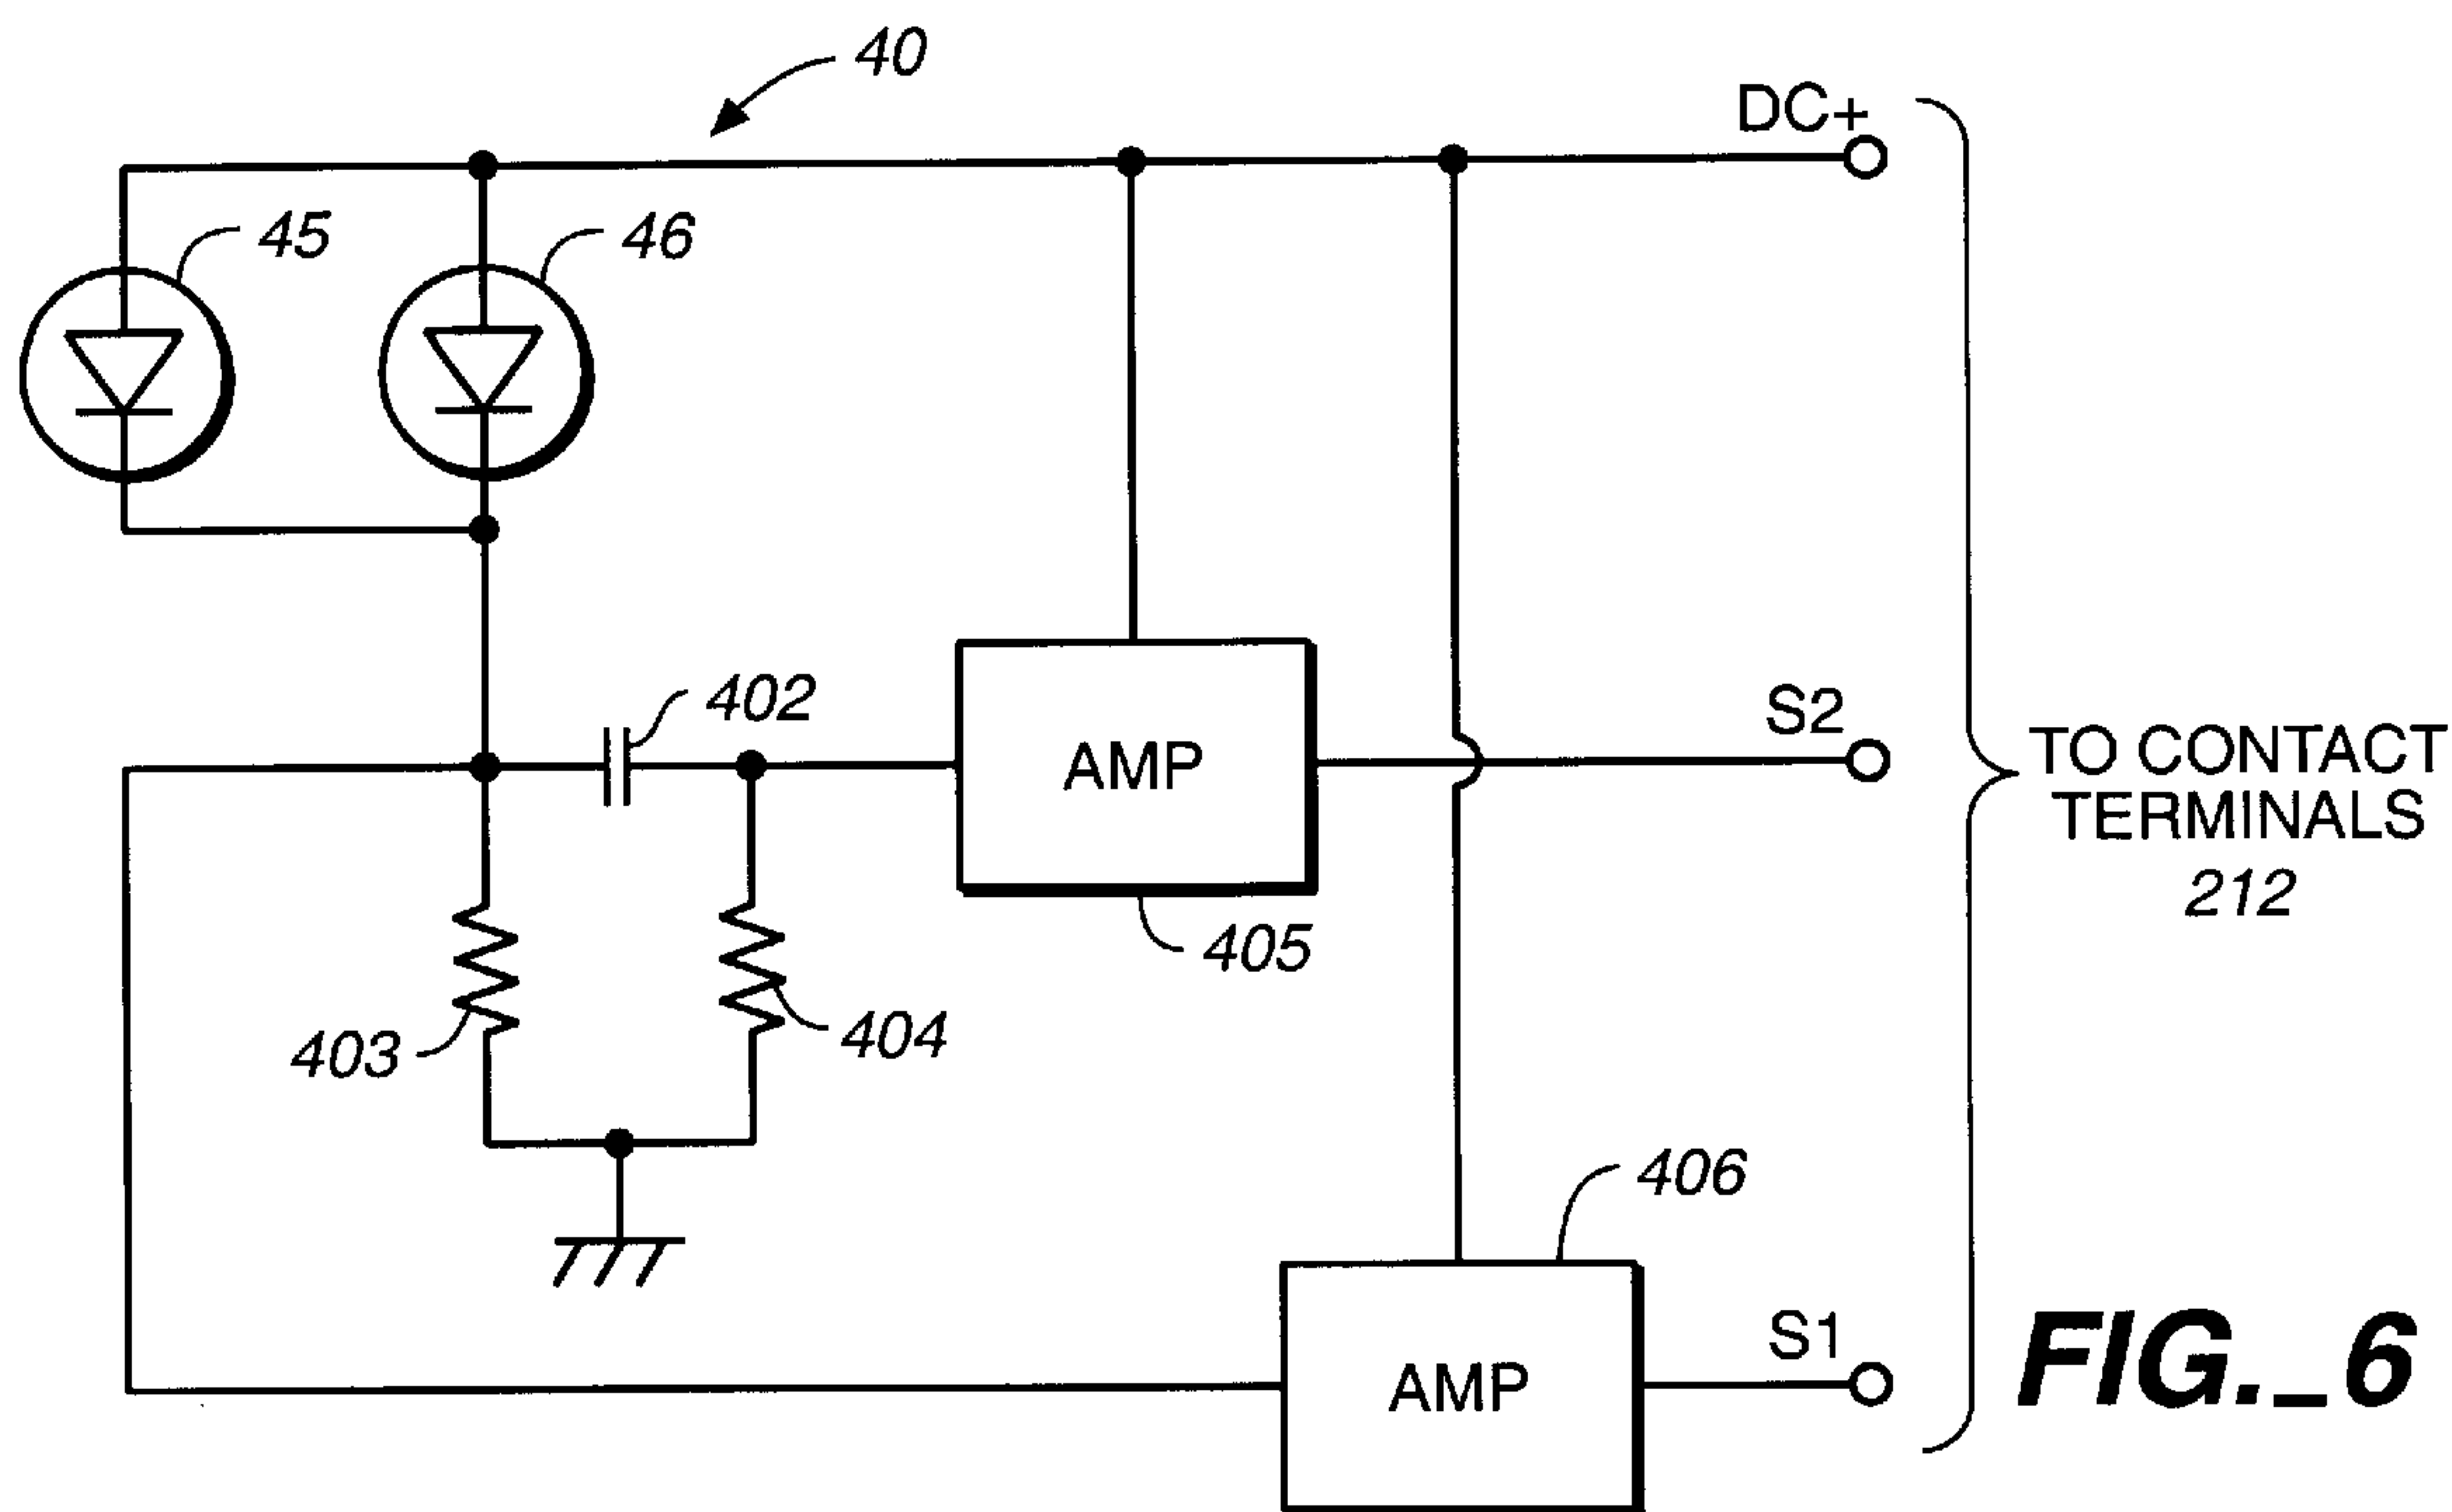 40
DC+
45
46
402
S2
AMP
TO CONTACT
TERMINALS
212
405
403
404
406
S1
AMP
FIG._6